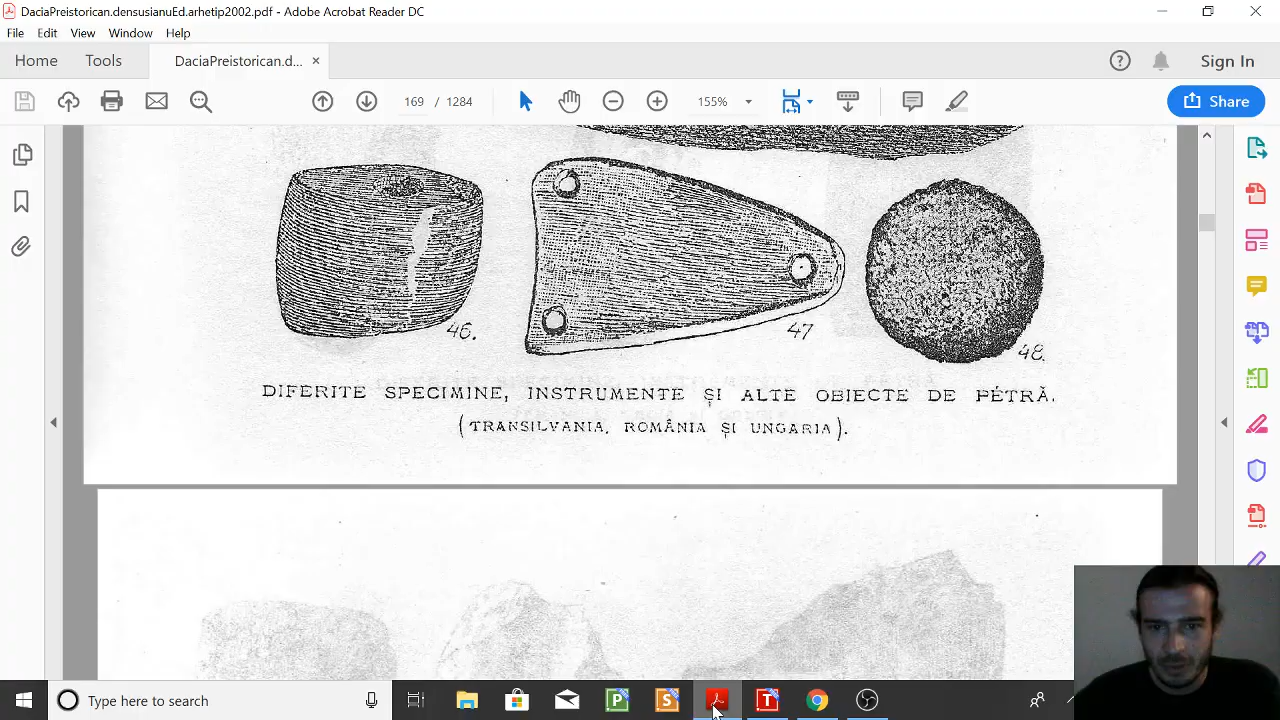 DaciaPreistorican.densusianuEd.arhetip2002.pdf - Adobe Acrobat Reader DC
File Edit View Window Help
Home Tools DaciaPreistorican.d... × Sign In
169 / 1284 155% Share
46.
47
48.
DIFERITE SPECIMINE, INSTRUMENTE ȘI ALTE OBIECTE DE PÉTRĂ.
(TRANSILVANIA, ROMÂNIA ȘI UNGARIA).
Type here to search